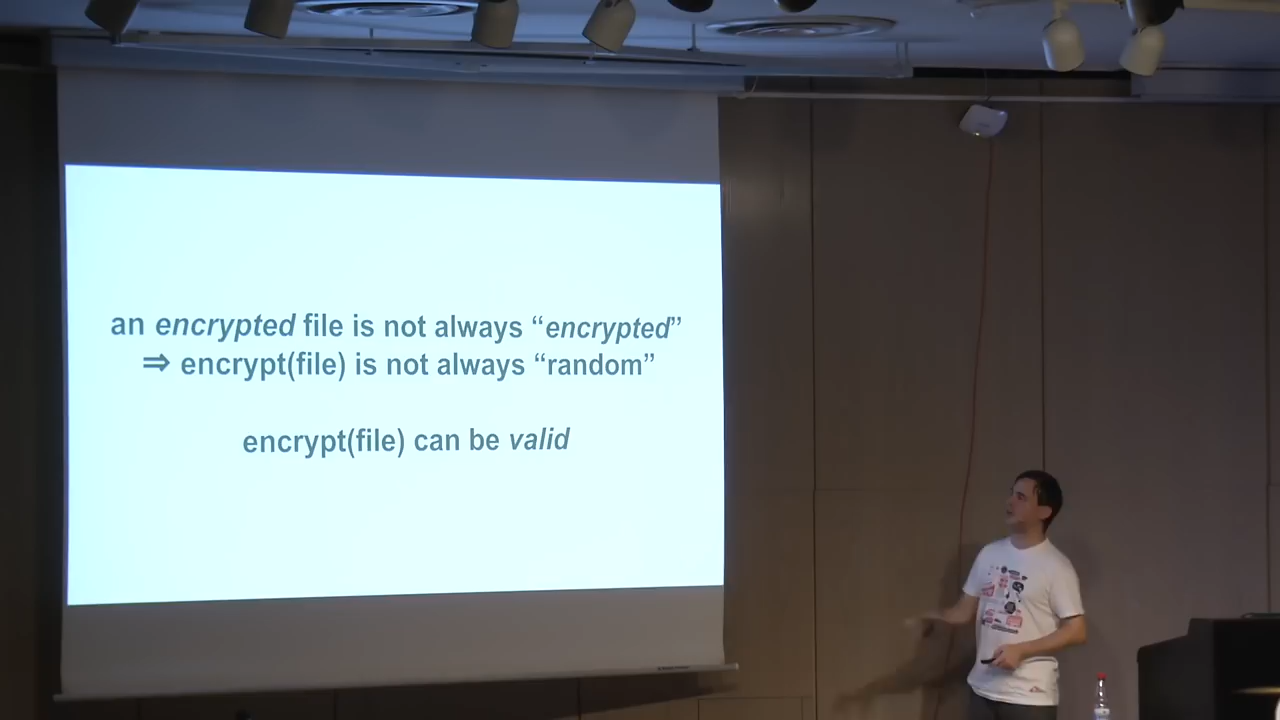 an encrypted file is not always “encrypted”
⇒ encrypt(file) is not always “random”
encrypt(file) can be valid